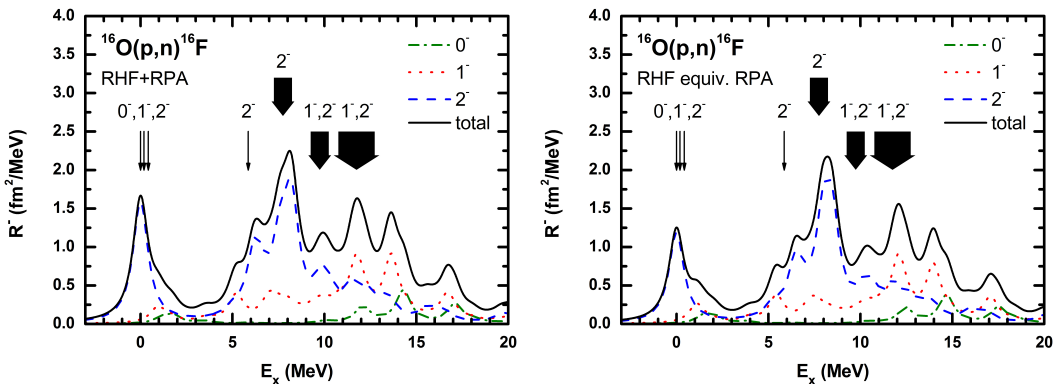 4.0
3.5
3.0
2.5
2.0
1.5
1.0
0.5
0.0
R⁻ (fm²/MeV)
¹⁶O(p,n)¹⁶F
RHF+RPA
0⁻,1⁻,2⁻
2⁻
2⁻
1⁻,2⁻
1⁻,2⁻
0⁻
1⁻
2⁻
total
0 5 10 15 20
Eₓ (MeV)
4.0
3.5
3.0
2.5
2.0
1.5
1.0
0.5
0.0
R⁻ (fm²/MeV)
¹⁶O(p,n)¹⁶F
RHF equiv. RPA
0⁻,1⁻,2⁻
2⁻
2⁻
1⁻,2⁻
1⁻,2⁻
0⁻
1⁻
2⁻
total
0 5 10 15 20
Eₓ (MeV)